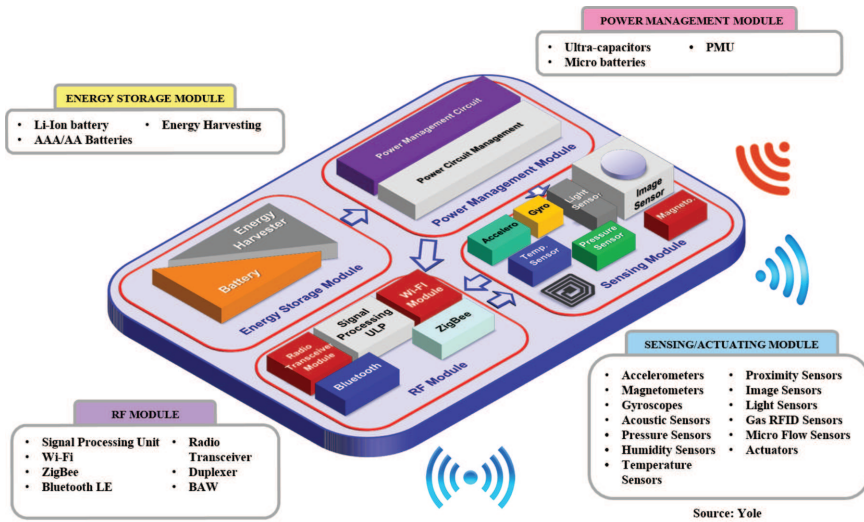 POWER MANAGEMENT MODULE
• Ultra-capacitors
• Micro batteries
• PMU
ENERGY STORAGE MODULE
• Li-Ion battery
• AAA/AA Batteries
• Energy Harvesting
Power Management Circuit
Power Circuit Management
Power Management Module
Energy
Harvester
Battery
Energy Storage Module
Image
Sensor
Light
Sensor
Gyro
Accelero
Magneto.
Pressure
Sensor
Temp.
Sensor
Sensing Module
Wi-Fi
Module
Signal
Processing
ULP
ZigBee
Radio
Transceiver
Module
Bluetooth
RF Module
RF MODULE
• Signal Processing Unit
• Wi-Fi
• ZigBee
• Bluetooth LE
• Radio
Transceiver
• Duplexer
• BAW
SENSING/ACTUATING MODULE
• Accelerometers
• Magnetometers
• Gyroscopes
• Acoustic Sensors
• Pressure Sensors
• Humidity Sensors
• Temperature
Sensors
• Proximity Sensors
• Image Sensors
• Light Sensors
• Gas RFID Sensors
• Micro Flow Sensors
• Actuators
Source: Yole